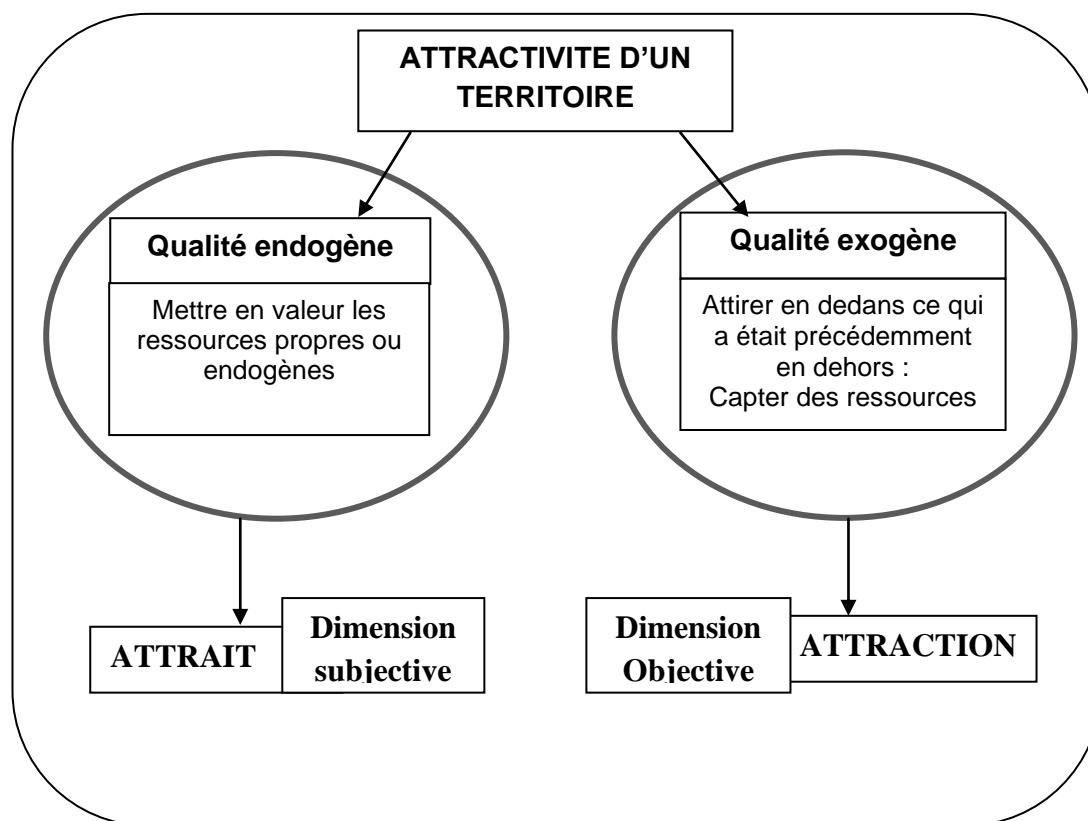 ATTRACTIVITE D'UN
TERRITOIRE
Qualité endogène
Mettre en valeur les
ressources propres ou
endogènes
Qualité exogène
Attirer en dedans ce qui
a était précédemment
en dehors :
Capter des ressources
ATTRAIT
Dimension
subjective
Dimension
Objective
ATTRACTION